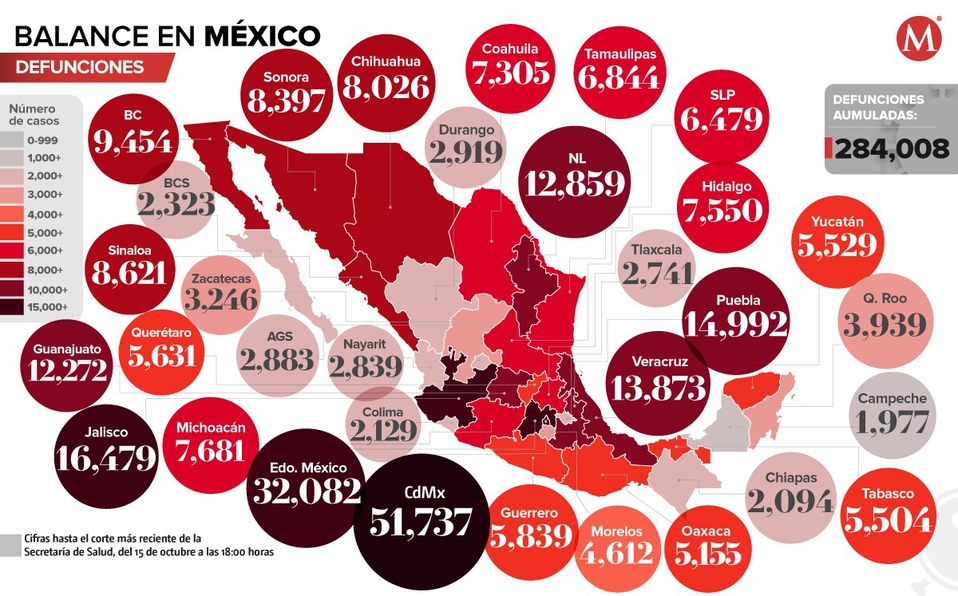 BALANCE EN MÉXICO
DEFUNCIONES
M
®
DEFUNCIONES
AUMULADAS:
284,008
Número
de casos
0-999
1,000+
2,000+
3,000+
4,000+
5,000+
6,000+
8,000+
10,000+
15,000+
BC
9,454
Sonora
8,397
Chihuahua
8,026
Coahuila
7,305
Tamaulipas
6,844
SLP
6,479
Durango
2,919
NL
12,859
Hidalgo
7,550
BCS
2,323
Yucatán
5,529
Tlaxcala
2,741
Sinaloa
8,621
Zacatecas
3,246
Puebla
14,992
Q. Roo
3,939
Guanajuato
12,272
Querétaro
5,631
AGS
2,883
Nayarit
2,839
Veracruz
13,873
Campeche
1,977
Jalisco
16,479
Michoacán
7,681
Colima
2,129
Edo. México
32,082
CdMx
51,737
Guerrero
5,839
Morelos
4,612
Oaxaca
5,155
Chiapas
2,094
Tabasco
5,504
Cifras hasta el corte más reciente de la
Secretaría de Salud, del 15 de octubre a las 18:00 horas